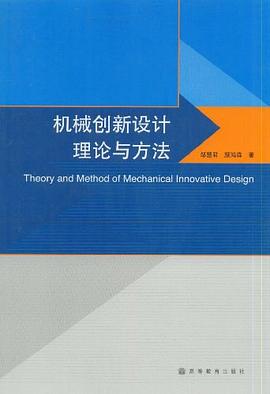 机械创新设计
理论与方法
邹慧君 颜鸿森 著
Theory and Method of Mechanical Innovative Design
高等教育出版社